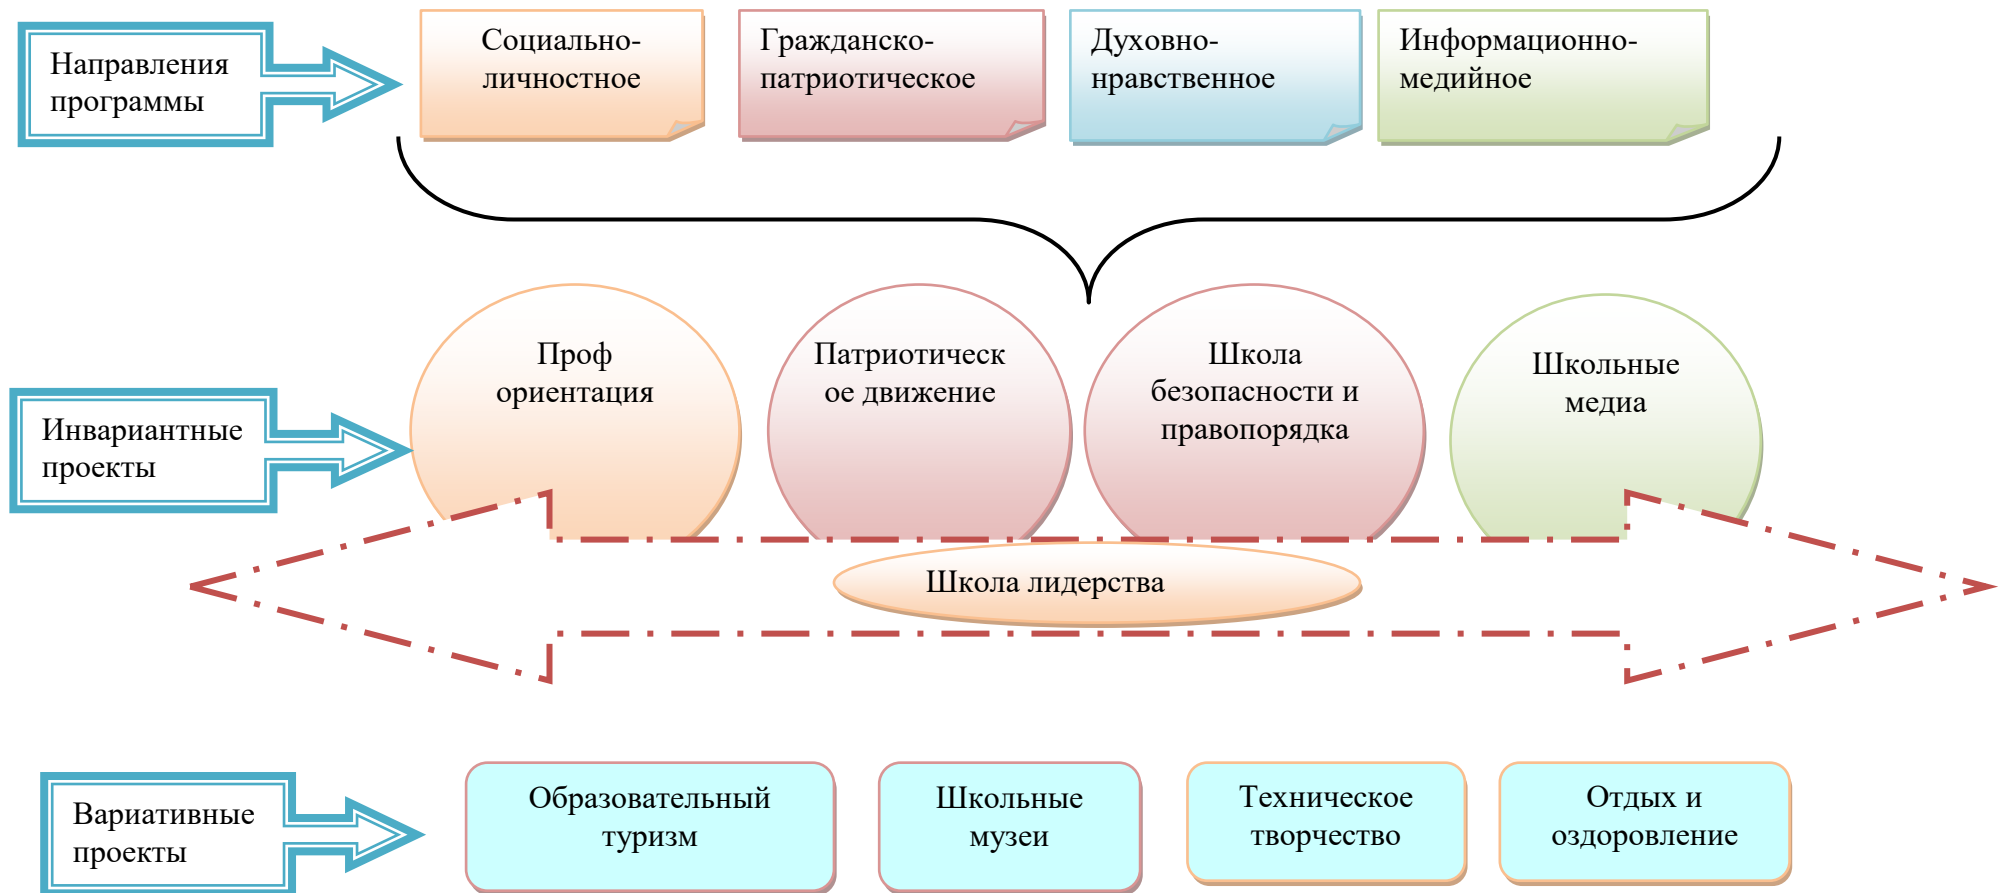 Направления
программы
Социально-
личностное
Гражданско-
патриотическое
Духовно-
нравственное
Информационно-
медийное
Инвариантные
проекты
Проф
ориентация
Патриотическ
ое движение
Школа
безопасности и
правопорядка
Школьные
медиа
Школа лидерства
Вариативные
проекты
Образовательный
туризм
Школьные
музеи
Техническое
творчество
Отдых и
оздоровление